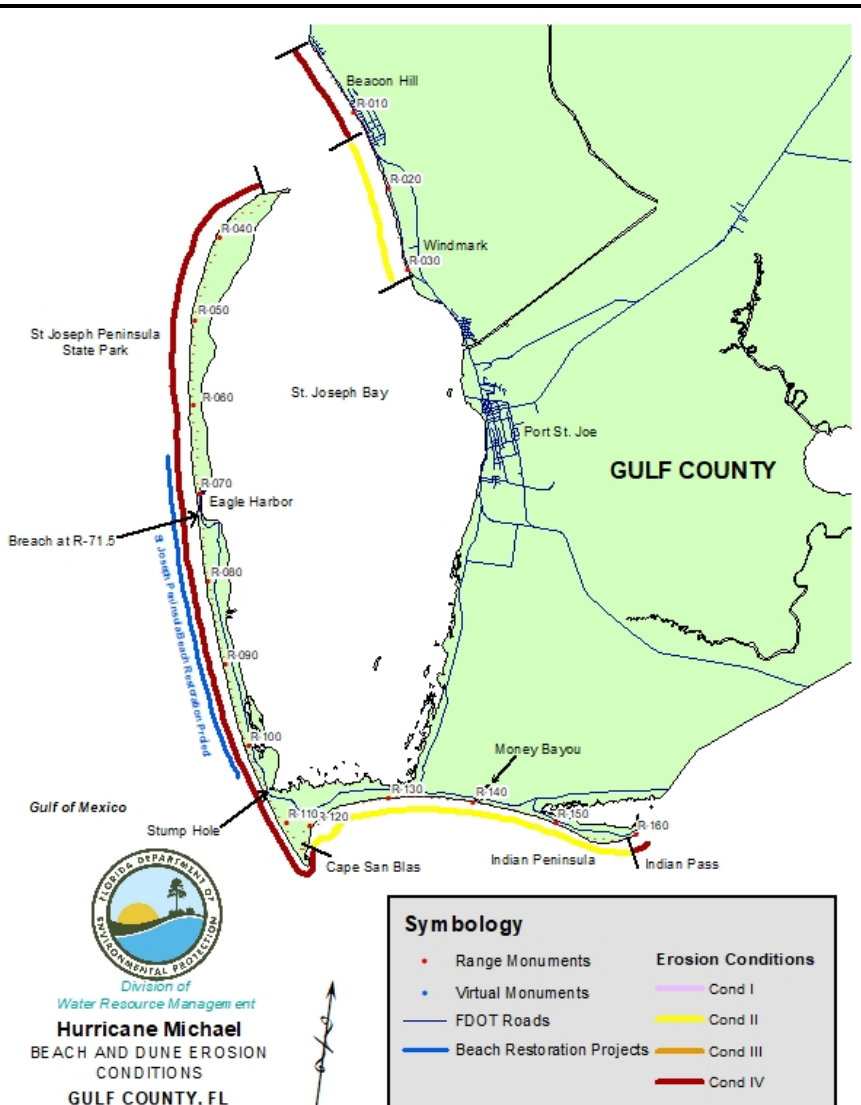 Beacon Hill
R-010
R-020
Windmark
R-030
R-040
R-050
St Joseph Peninsula
State Park
R-060
St. Joseph Bay
Port St. Joe
GULF COUNTY
R-070
Eagle Harbor
Breach at R-71.5
St Joseph Peninsula Beach Restoration Project
R-080
R-090
R-100
Money Bayou
R-130
R-140
Gulf of Mexico
Stump Hole
R-110
R-120
R-150
R-160
Cape San Blas
Indian Peninsula
Indian Pass
FLORIDA DEPARTMENT OF
ENVIRONMENTAL PROTECTION
Division of
Water Resource Management
Hurricane Michael
BEACH AND DUNE EROSION
CONDITIONS
GULF COUNTY, FL
Symbology
Range Monuments
Virtual Monuments
FDOT Roads
Beach Restoration Projects
Erosion Conditions
Cond I
Cond II
Cond III
Cond IV